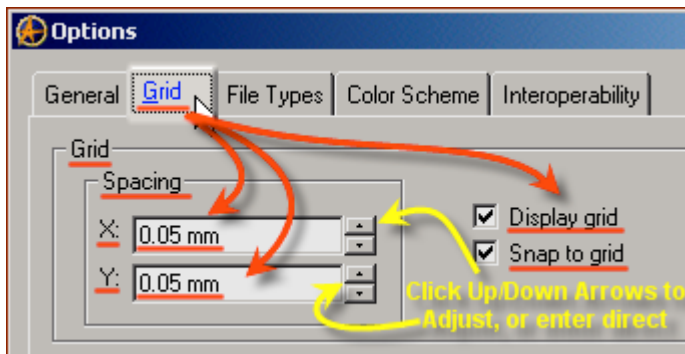 Options
General Grid File Types Color Scheme Interoperability
Grid
Spacing
X: 0.05 mm
Display grid
Snap to grid
Y: 0.05 mm
Click Up/Down Arrows to
Adjust, or enter direct